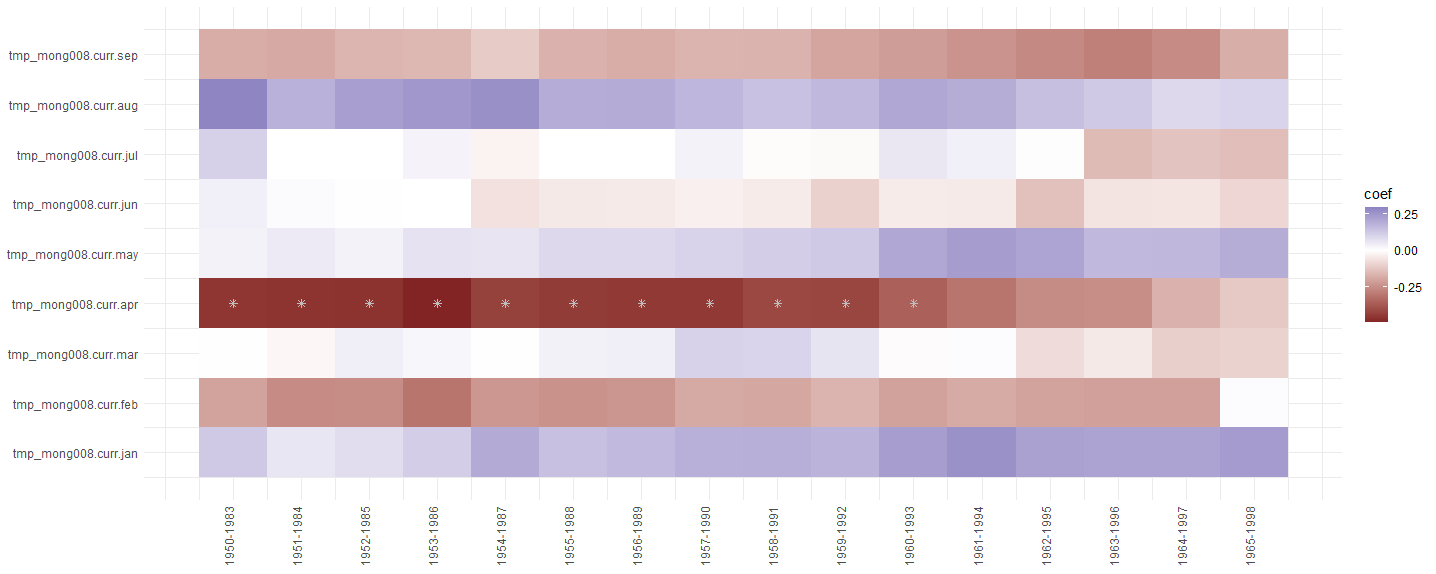 tmp_mong008.curr.sep
tmp_mong008.curr.aug
tmp_mong008.curr.jul
tmp_mong008.curr.jun
tmp_mong008.curr.may
tmp_mong008.curr.apr
* * * * * * * * * * *
tmp_mong008.curr.mar
tmp_mong008.curr.feb
tmp_mong008.curr.jan
1950-1983
1951-1984
1952-1985
1953-1986
1954-1987
1955-1988
1956-1989
1957-1990
1958-1991
1959-1992
1960-1993
1961-1994
1962-1995
1963-1996
1964-1997
1965-1998
coef
0.25
0.00
-0.25